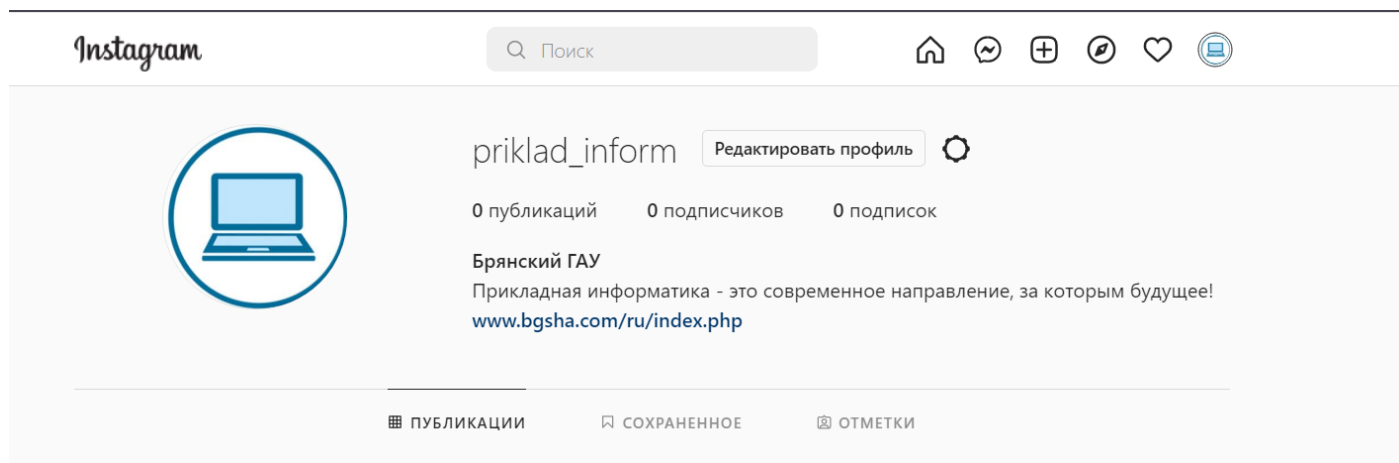 Instagram
Поиск
priklad_inform Редактировать профиль
0 публикаций 0 подписчиков 0 подписок
Брянский ГАУ
Прикладная информатика - это современное направление, за которым будущее!
www.bgsha.com/ru/index.php
ПУБЛИКАЦИИ СОХРАНЕННОЕ ОТМЕТКИ